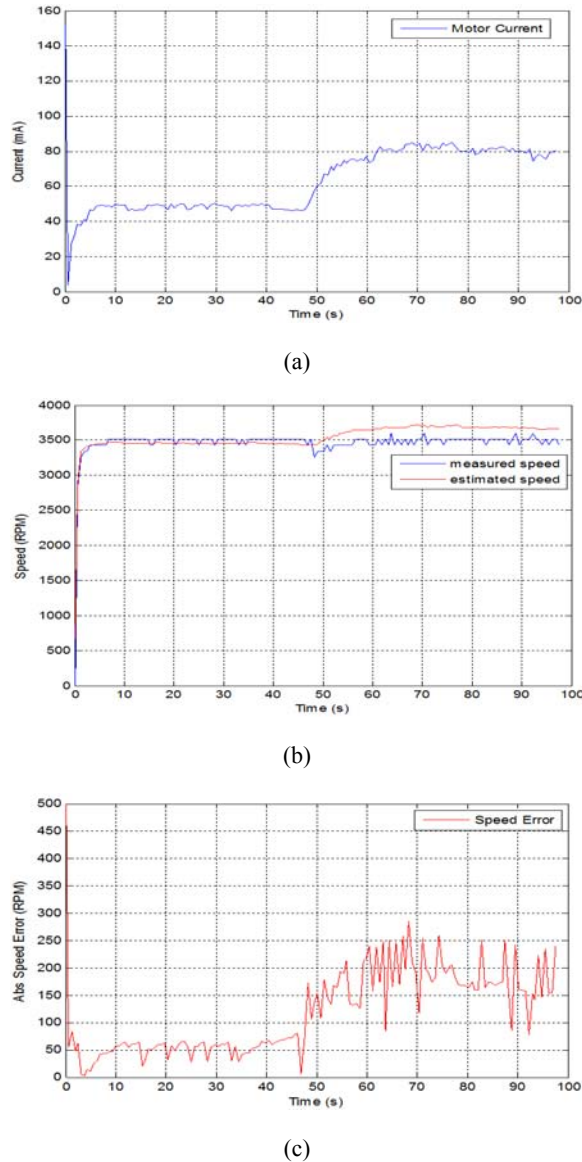 160
140
120
100
80
60
40
20
0
Current (mA)
Motor Current
0 10 20 30 40 50 60 70 80 90 100
Time (s)
(a)
4000
3500
3000
2500
2000
1500
1000
500
0
Speed (RPM)
measured speed
estimated speed
0 10 20 30 40 50 60 70 80 90 100
Time (s)
(b)
500
450
400
350
300
250
200
150
100
50
0
Abs Speed Error (RPM)
Speed Error
0 10 20 30 40 50 60 70 80 90 100
Time (s)
(c)